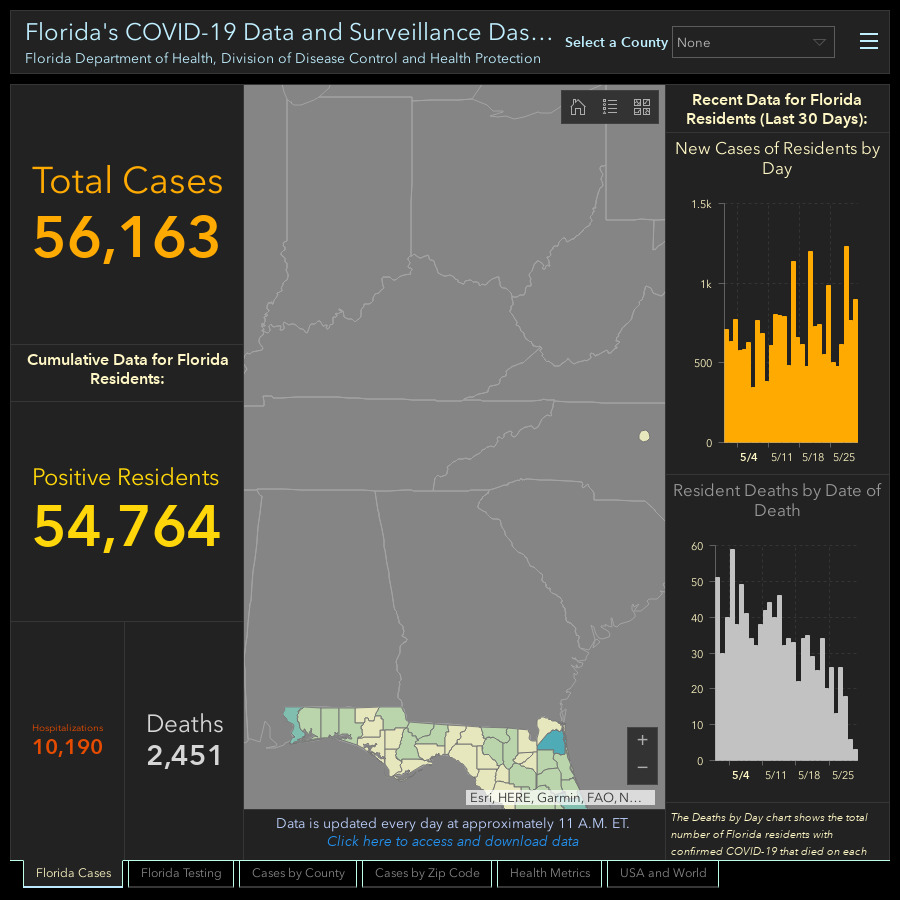 Florida's COVID-19 Data and Surveillance Das…
Florida Department of Health, Division of Disease Control and Health Protection
Select a County
None
Total Cases
56,163
Cumulative Data for Florida
Residents:
Positive Residents
54,764
Hospitalizations
10,190
Deaths
2,451
+
−
Esri, HERE, Garmin, FAO, N…
Data is updated every day at approximately 11 A.M. ET.
Click here to access and download data
Recent Data for Florida
Residents (Last 30 Days):
New Cases of Residents by
Day
1.5k
1k
500
0
5/4 5/11 5/18 5/25
Resident Deaths by Date of
Death
60
50
40
30
20
10
0
5/4 5/11 5/18 5/25
The Deaths by Day chart shows the total
number of Florida residents with
confirmed COVID-19 that died on each
Florida Cases
Florida Testing
Cases by County
Cases by Zip Code
Health Metrics
USA and World